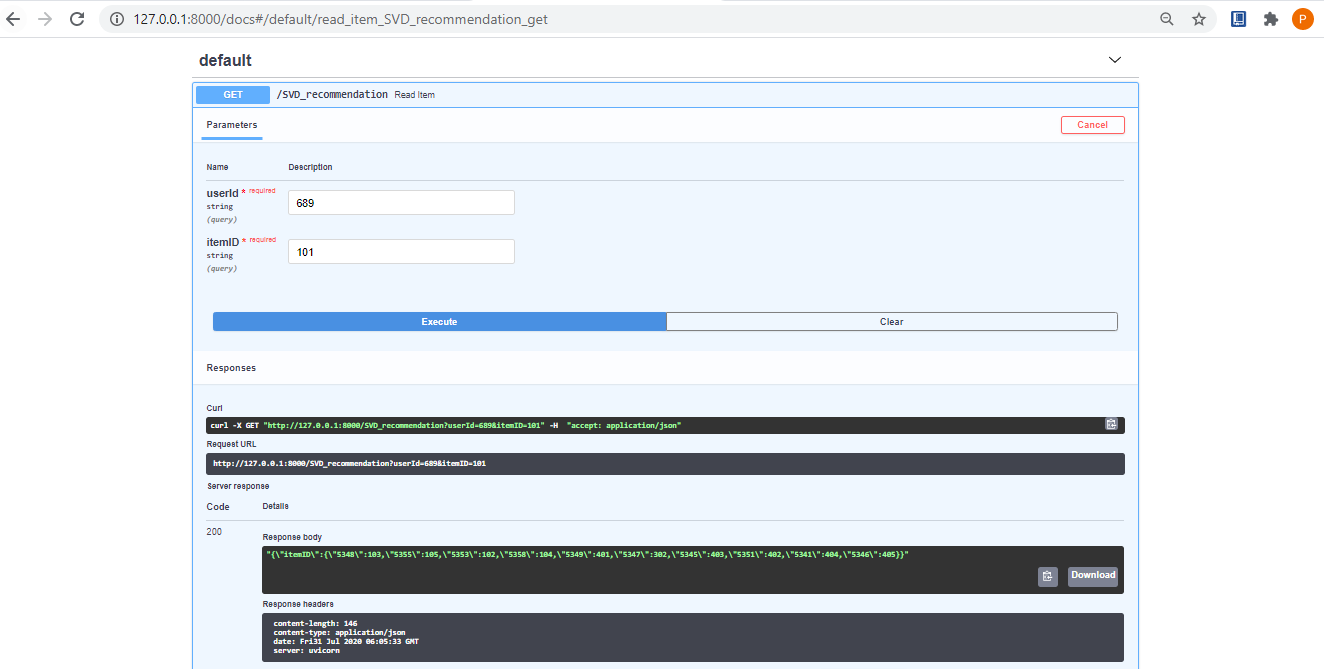 127.0.0.1:8000/docs#/default/read_item_SVD_recommendation_get
P
default
GET /SVD_recommendation Read Item
Parameters Cancel
Name Description
userId * required
string
(query)
689
itemID * required
string
(query)
101
Execute Clear
Responses
Curl
curl -X GET "http://127.0.0.1:8000/SVD_recommendation?userId=689&itemID=101" -H "accept: application/json"
Request URL
http://127.0.0.1:8000/SVD_recommendation?userId=689&itemID=101
Server response
Code Details
200
Response body
"{\"itemID\":{\"5348\":103,\"5355\":105,\"5353\":102,\"5358\":104,\"5349\":401,\"5347\":302,\"5345\":403,\"5351\":402,\"5341\":404,\"5346\":405}}"
Download
Response headers
content-length: 146
content-type: application/json
date: Fri31 Jul 2020 06:05:33 GMT
server: uvicorn